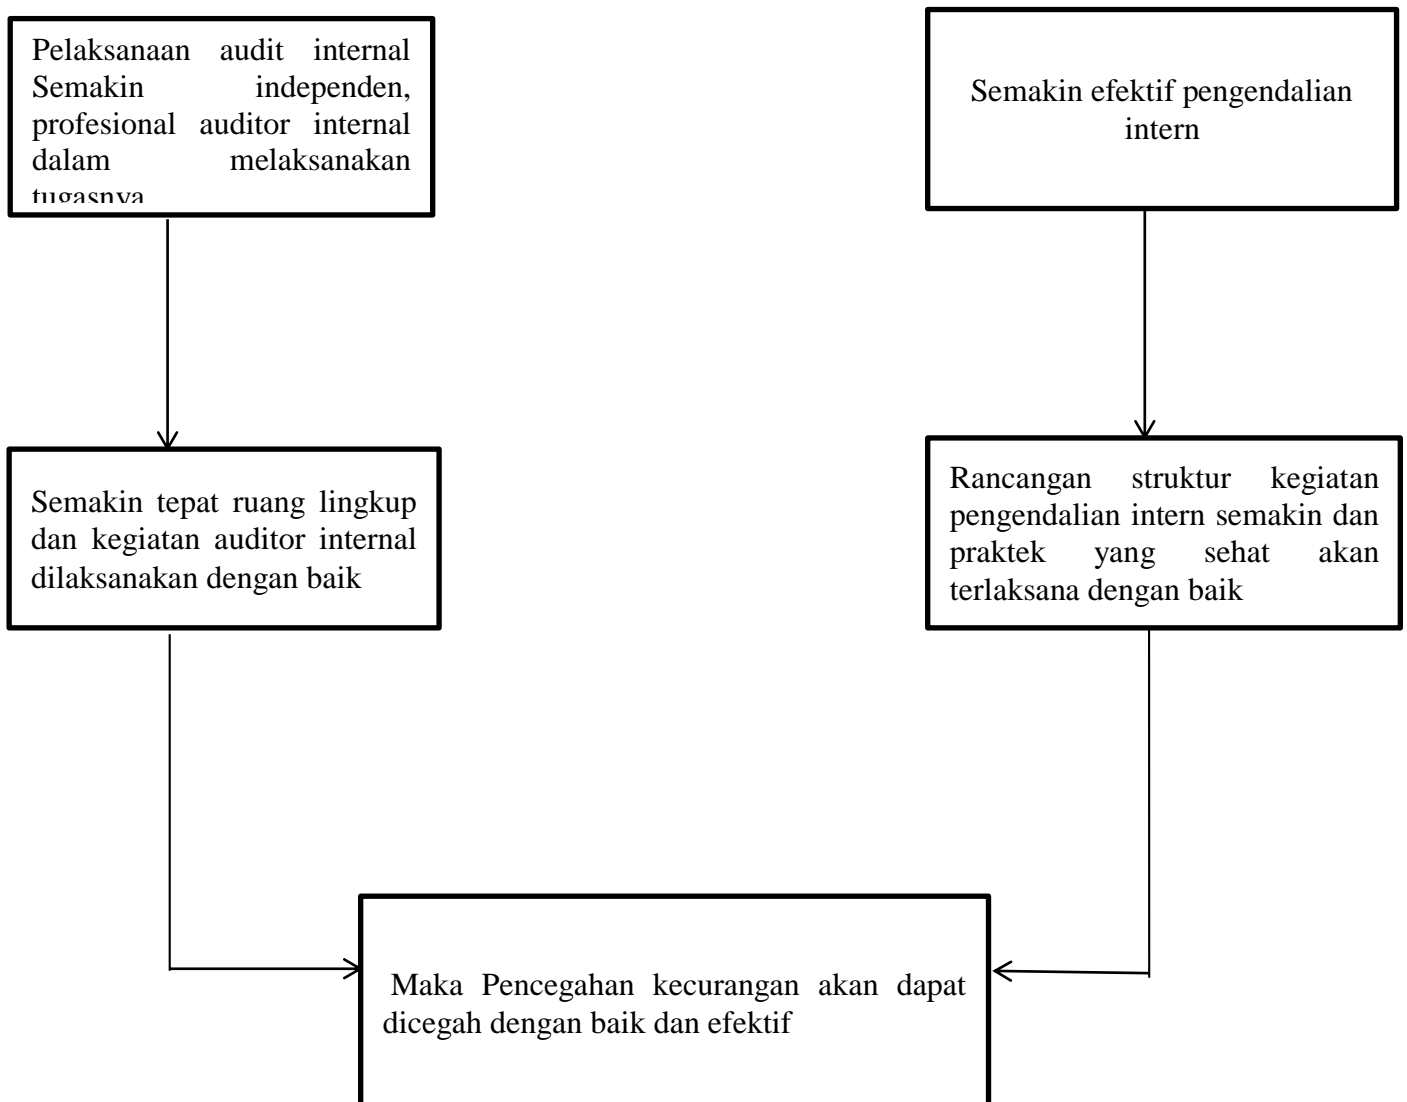 Pelaksanaan audit internal
Semakin independen,
profesional auditor internal
dalam melaksanakan
tugasnya
Semakin efektif pengendalian
intern
Semakin tepat ruang lingkup
dan kegiatan auditor internal
dilaksanakan dengan baik
Rancangan struktur kegiatan
pengendalian intern semakin dan
praktek yang sehat akan
terlaksana dengan baik
Maka Pencegahan kecurangan akan dapat
dicegah dengan baik dan efektif